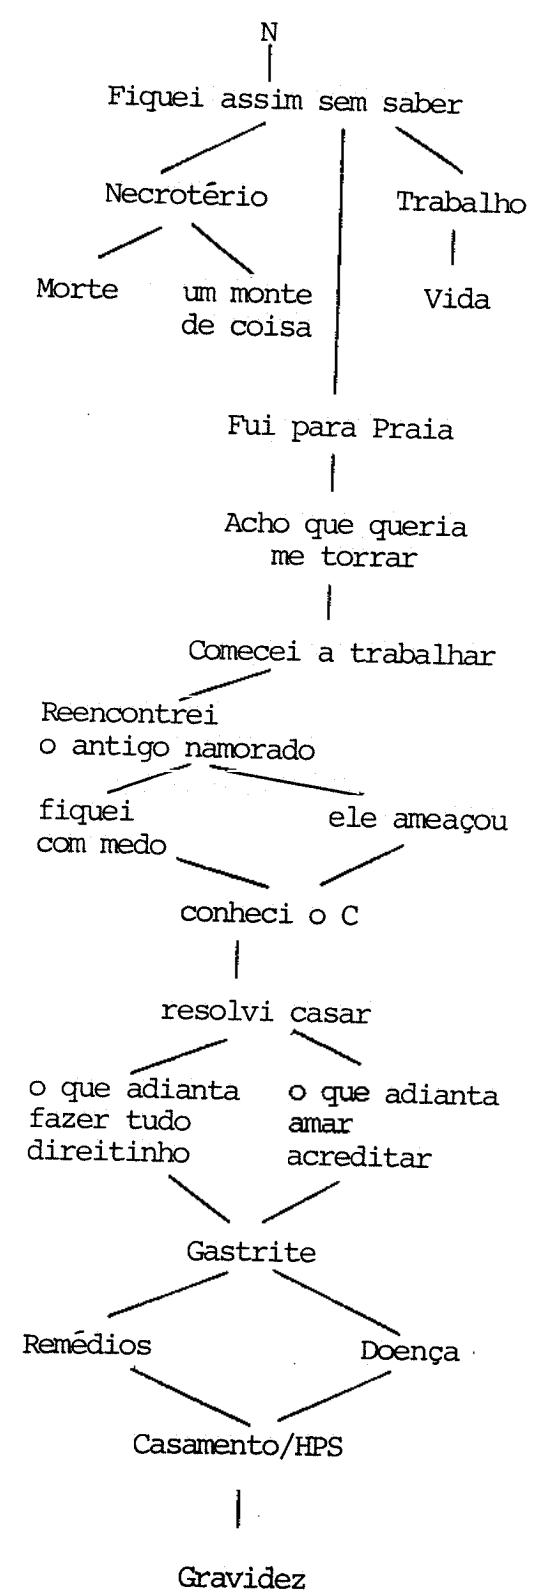 N
Fiquei assim sem saber
Necrotério
Trabalho
Morte
um monte
de coisa
Vida
Fui para Praia
Acho que queria
me torrar
Comecei a trabalhar
Reencontrei
o antigo namorado
fiquei
com medo
ele ameaçou
conheci o C
resolvi casar
o que adianta
fazer tudo
direitinho
o que adianta
amar
acreditar
Gastrite
Remédios
Doença
Casamento/HPS
Gravidez